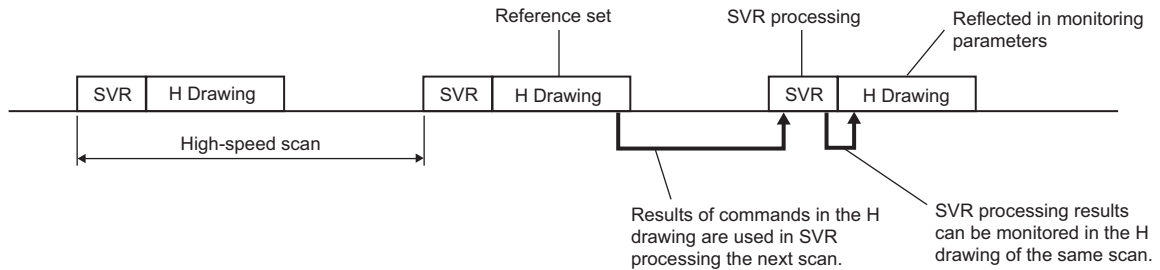 Reference set
SVR processing
Reflected in monitoring
parameters
SVR
H Drawing
SVR
H Drawing
SVR
H Drawing
High-speed scan
Results of commands in the H
drawing are used in SVR
processing the next scan.
SVR processing results
can be monitored in the H
drawing of the same scan.